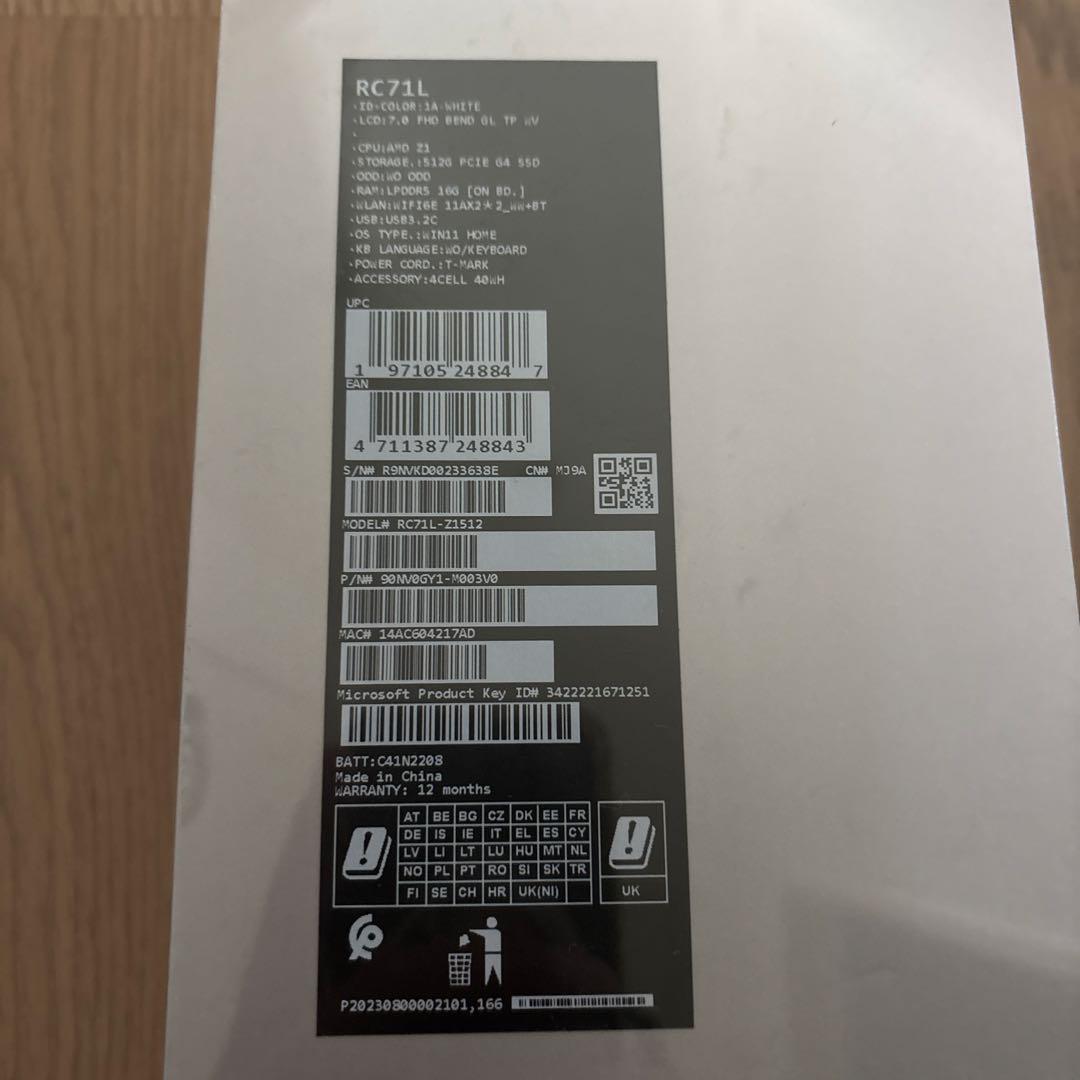 RC71L
·ID-COLOR:1A-WHITE
·LCD:7.0 FHD BEND GL TP WV
·
·CPU:AMD Z1
·STORAGE.:512G PCIE G4 SSD
·ODD:WO ODD
·RAM:LPDDR5 16G [ON BD.]
·WLAN:WIFI6E 11AX2*2_WW+BT
·USB:USB3.2C
·OS TYPE.:WIN11 HOME
·KB LANGUAGE:WO/KEYBOARD
·POWER CORD.:T-MARK
·ACCESSORY:4CELL 40WH
UPC
1 97105 24884 7
EAN
4 711387 248843
S/N# R9NVKD00233638E CN# MJ9A
MODEL# RC71L-Z1512
P/N# 90NV0GY1-M003V0
MAC# 14AC604217AD
Microsoft Product Key ID# 3422221671251
BATT:C41N2208
Made in China
WARRANTY: 12 months
AT BE BG CZ DK EE FR
DE IS IE IT EL ES CY
LV LI LT LU HU MT NL
NO PL PT RO SI SK TR
FI SE CH HR UK(NI)
UK
P20230800002101,166